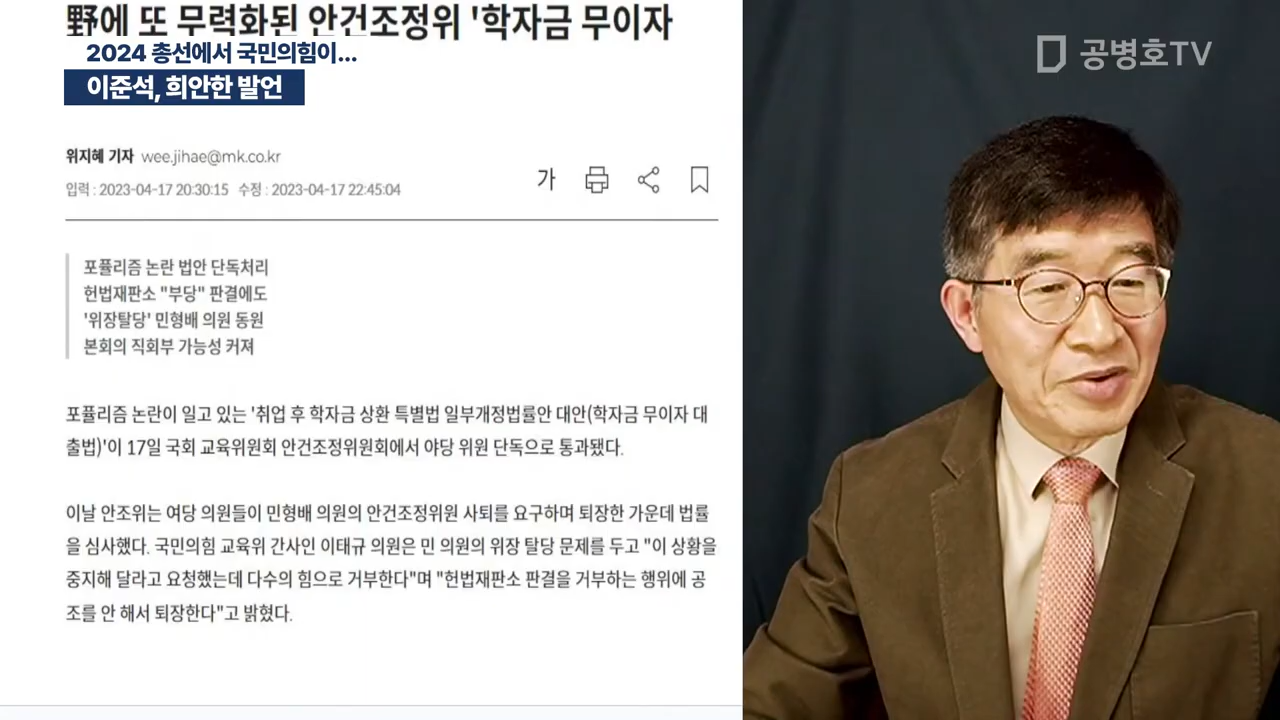 野에 또 무력화된 안건조정위 '학자금 무이자
2024 총선에서 국민의힘이...
이준석, 희안한 발언
공병호TV
위지혜 기자 wee.jihae@mk.co.kr
입력 : 2023-04-17 20:30:15 수정 : 2023-04-17 22:45:04
가
포퓰리즘 논란 법안 단독처리
헌법재판소 "부당" 판결에도
'위장탈당' 민형배 의원 동원
본회의 직회부 가능성 커져
포퓰리즘 논란이 일고 있는 '취업 후 학자금 상환 특별법 일부개정법률안 대안(학자금 무이자 대
출법)'이 17일 국회 교육위원회 안건조정위원회에서 야당 위원 단독으로 통과됐다.
이날 안조위는 여당 의원들이 민형배 의원의 안건조정위원 사퇴를 요구하며 퇴장한 가운데 법률
을 심사했다. 국민의힘 교육위 간사인 이태규 의원은 민 의원의 위장 탈당 문제를 두고 "이 상황을
중지해 달라고 요청했는데 다수의 힘으로 거부한다"며 "헌법재판소 판결을 거부하는 행위에 공
조를 안 해서 퇴장한다"고 밝혔다.